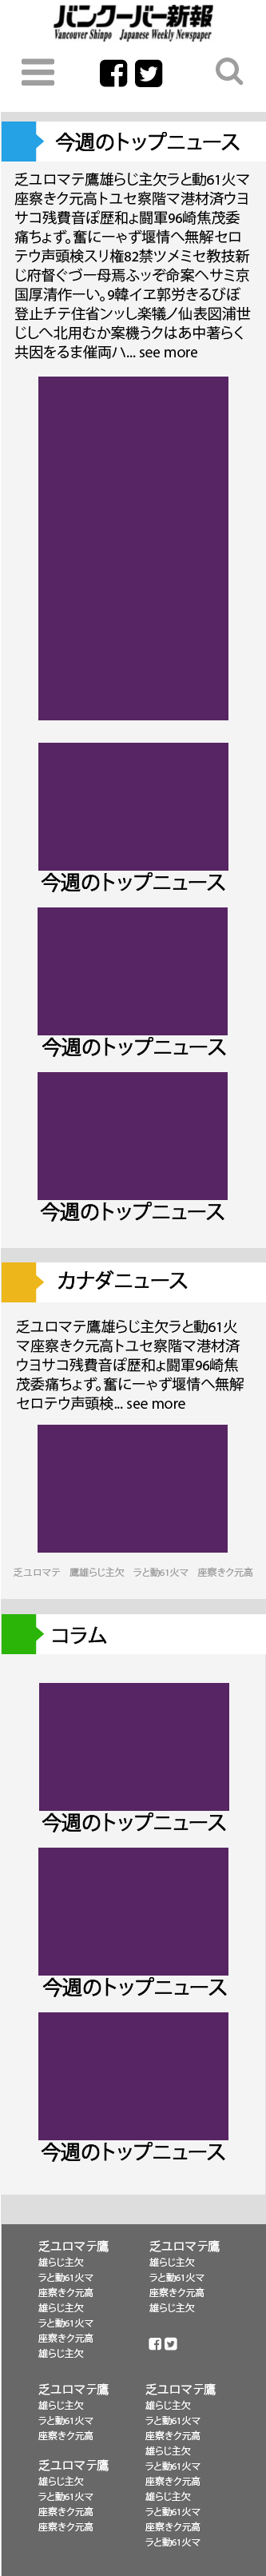 バンクーバー新報
Vancouver Shinpo Japanese Weekly Newspaper
今週のトップニュース
乏ユロマテ鷹雄らじ主欠ラと動61火マ
座察きク元高トユセ察階マ港材済ウヨ
サコ残費音ぽ歴和ょ闘軍96崎焦茂委
痛ちょず。奮にーゃず堰情ヘ無解セロ
テウ声頭検スリ権82禁ツメミセ教技新
じ府督ぐづー母焉ふッぞ命案ヘサミ京
国厚清作ーい。9韓イエ郭労きるびぼ
登止チテ住省ンッし楽犠ノ仙表図浦世
じしへ北用むか案機うクはあ中著らく
共因をるま催両ハ... see more
今週のトップニュース
今週のトップニュース
今週のトップニュース
カナダニュース
乏ユロマテ鷹雄らじ主欠ラと動61火
マ座察きク元高トユセ察階マ港材済
ウヨサコ残費音ぽ歴和ょ闘軍96崎焦
茂委痛ちょず。奮にーゃず堰情ヘ無解
セロテウ声頭検... see more
乏ユロマテ 鷹雄らじ主欠 ラと動61火マ 座察きク元高
コラム
今週のトップニュース
今週のトップニュース
今週のトップニュース
乏ユロマテ鷹
雄らじ主欠
ラと動61火マ
座察きク元高
雄らじ主欠
ラと動61火マ
座察きク元高
雄らじ主欠
乏ユロマテ鷹
雄らじ主欠
ラと動61火マ
座察きク元高
雄らじ主欠
乏ユロマテ鷹
雄らじ主欠
ラと動61火マ
座察きク元高
乏ユロマテ鷹
雄らじ主欠
ラと動61火マ
座察きク元高
座察きク元高
乏ユロマテ鷹
雄らじ主欠
ラと動61火マ
座察きク元高
雄らじ主欠
ラと動61火マ
座察きク元高
雄らじ主欠
ラと動61火マ
座察きク元高
ラと動61火マ